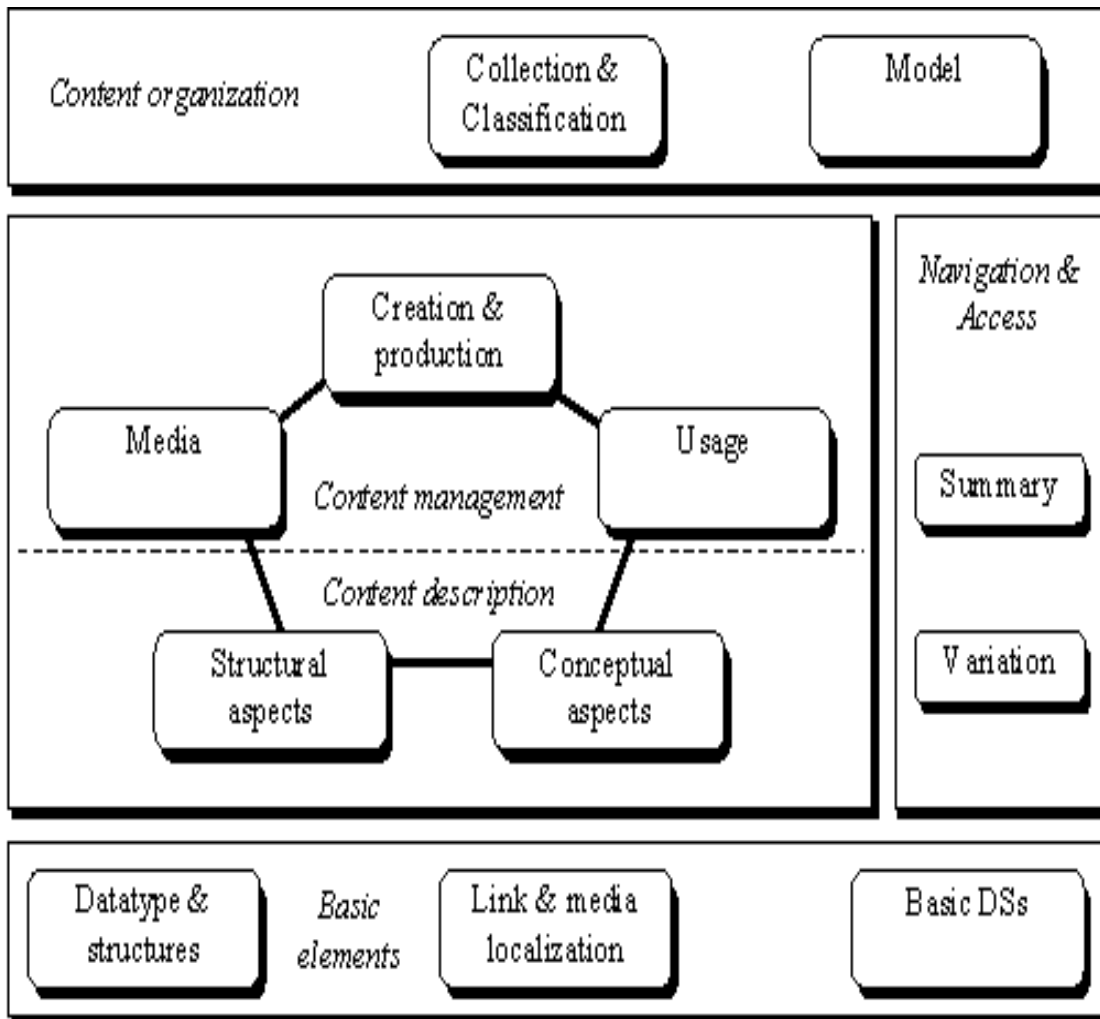 Content organization
Collection &
Classification
Model
Creation &
production
Media
Usage
Content management
Content description
Structural
aspects
Conceptual
aspects
Navigation &
Access
Summary
Variation
Datatype &
structures
Basic
elements
Link & media
localization
Basic DSs